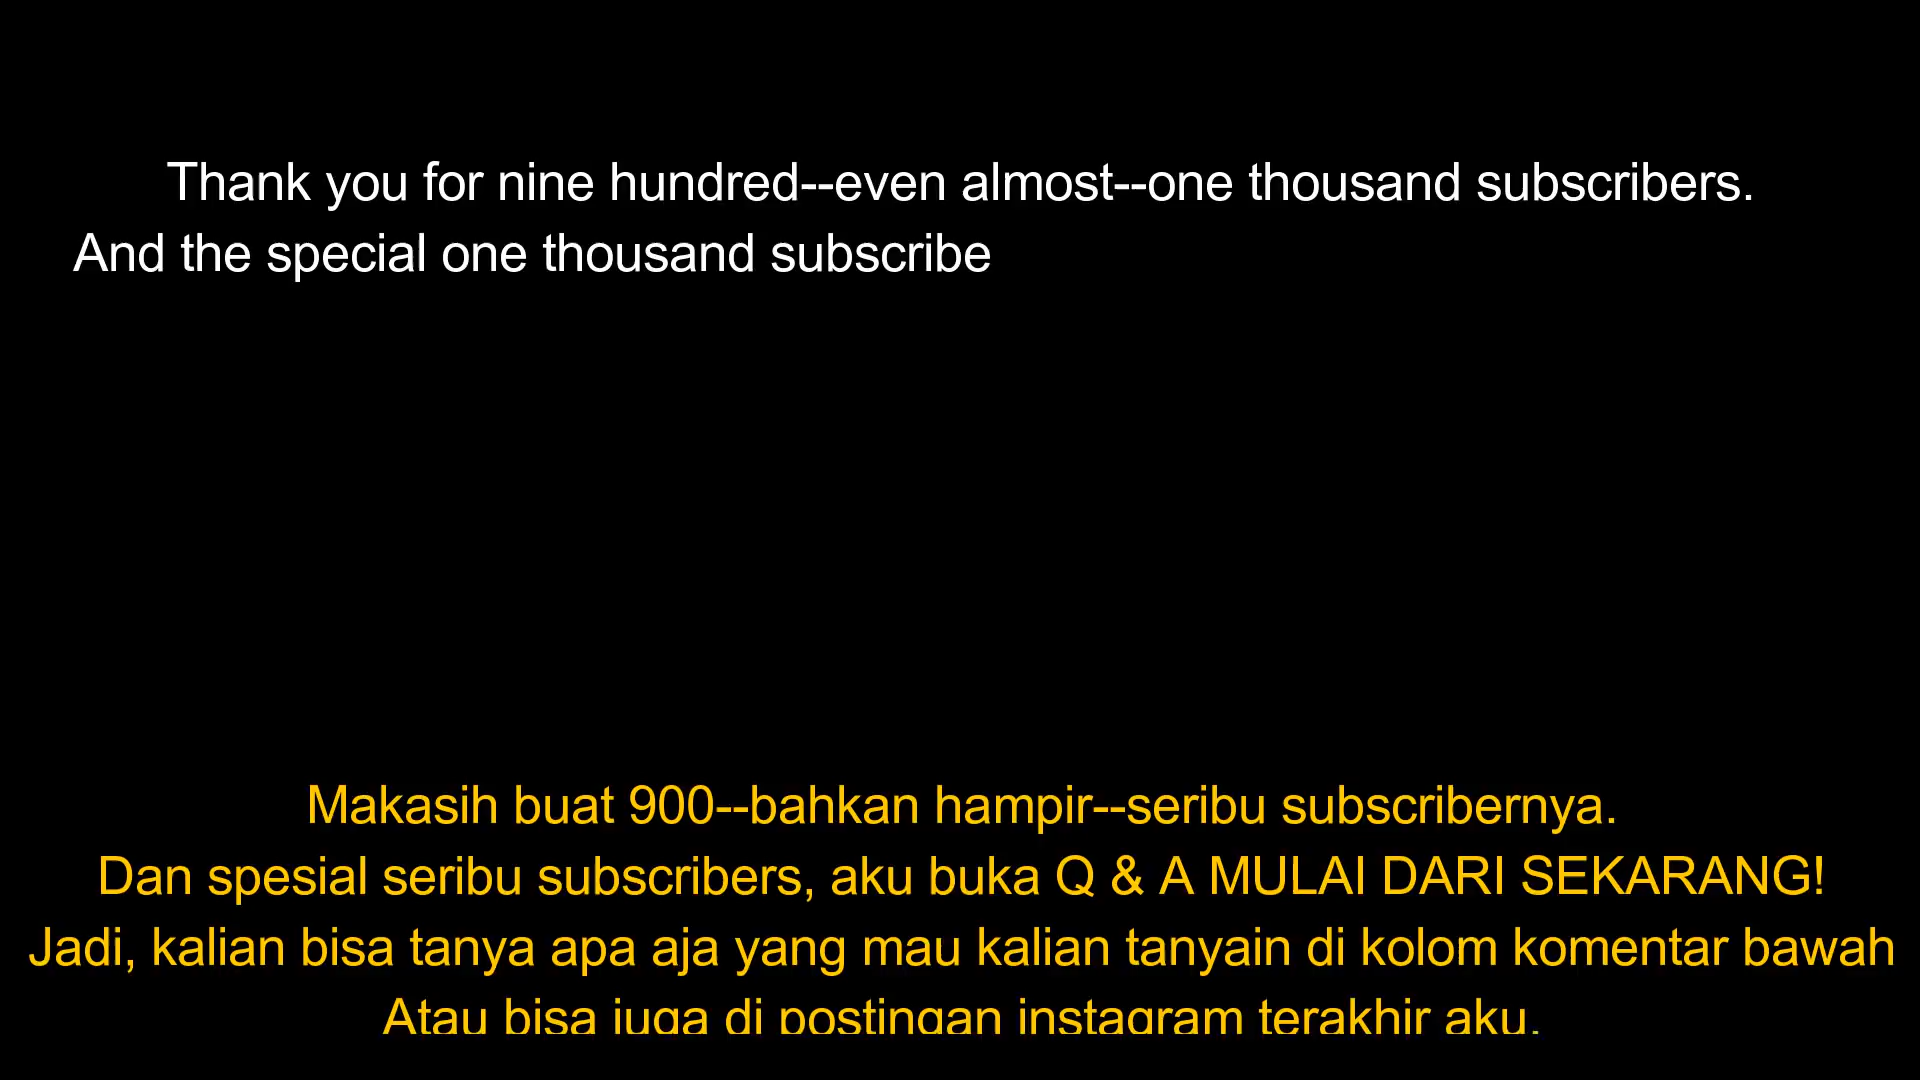 Thank you for nine hundred--even almost--one thousand subscribers.
And the special one thousand subscribe
Makasih buat 900--bahkan hampir--seribu subscribernya.
Dan spesial seribu subscribers, aku buka Q & A MULAI DARI SEKARANG!
Jadi, kalian bisa tanya apa aja yang mau kalian tanyain di kolom komentar bawah
Atau bisa juga di postingan instagram terakhir aku.